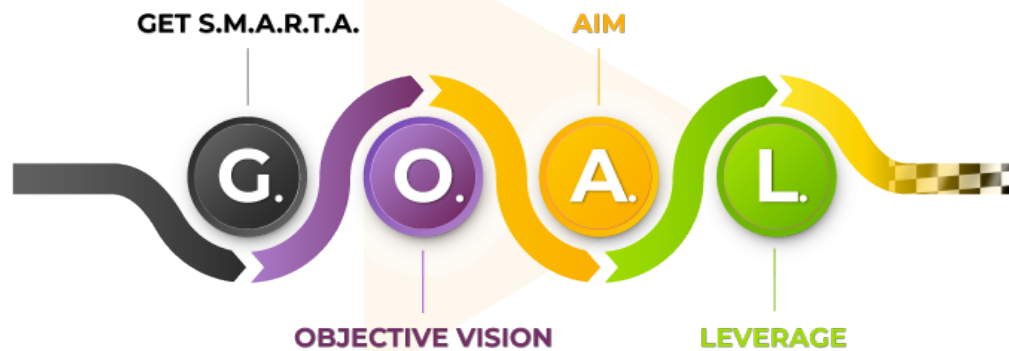 GET S.M.A.R.T.A.
AIM
G.
O.
A.
L.
OBJECTIVE VISION
LEVERAGE